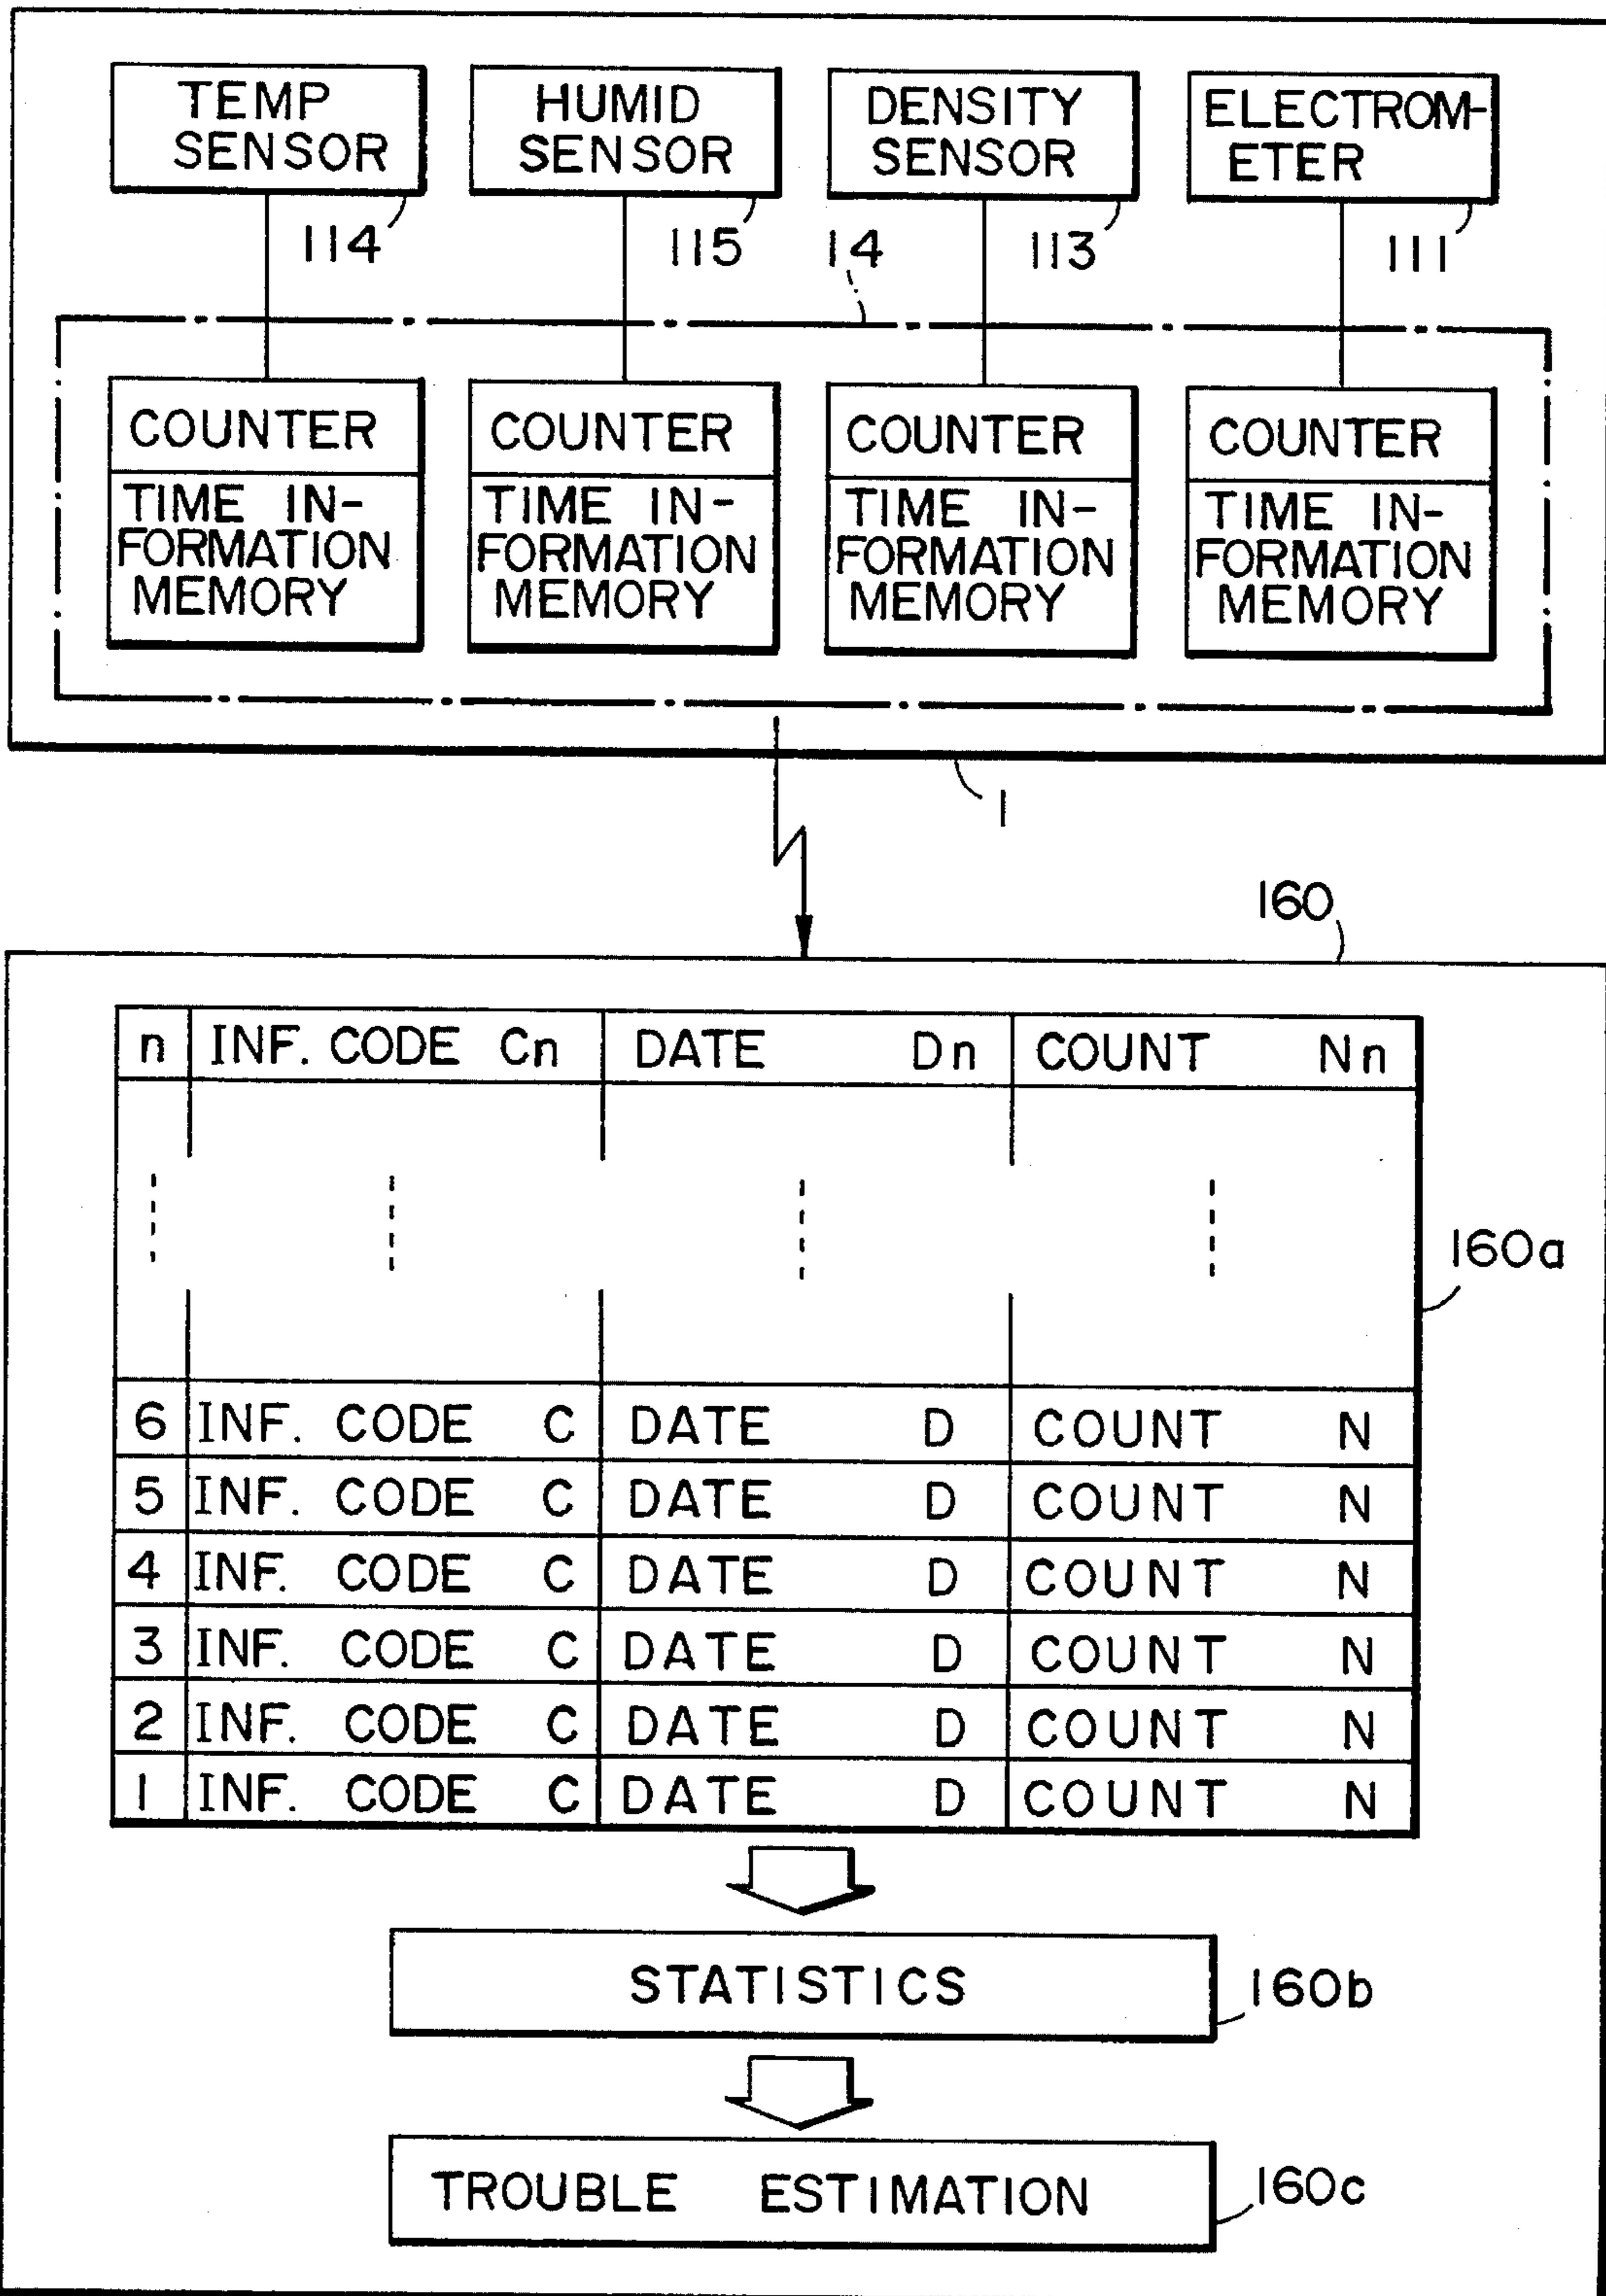 TEMP
SENSOR
HUMID
SENSOR
DENSITY
SENSOR
ELECTROM-
ETER
114
115
14
113
111
COUNTER
TIME IN-
FORMATION
MEMORY
COUNTER
TIME IN-
FORMATION
MEMORY
COUNTER
TIME IN-
FORMATION
MEMORY
COUNTER
TIME IN-
FORMATION
MEMORY
1
160
n INF. CODE Cn DATE Dn COUNT Nn
160a
6 INF. CODE C DATE D COUNT N
5 INF. CODE C DATE D COUNT N
4 INF. CODE C DATE D COUNT N
3 INF. CODE C DATE D COUNT N
2 INF. CODE C DATE D COUNT N
1 INF. CODE C DATE D COUNT N
STATISTICS
160b
TROUBLE ESTIMATION
160c